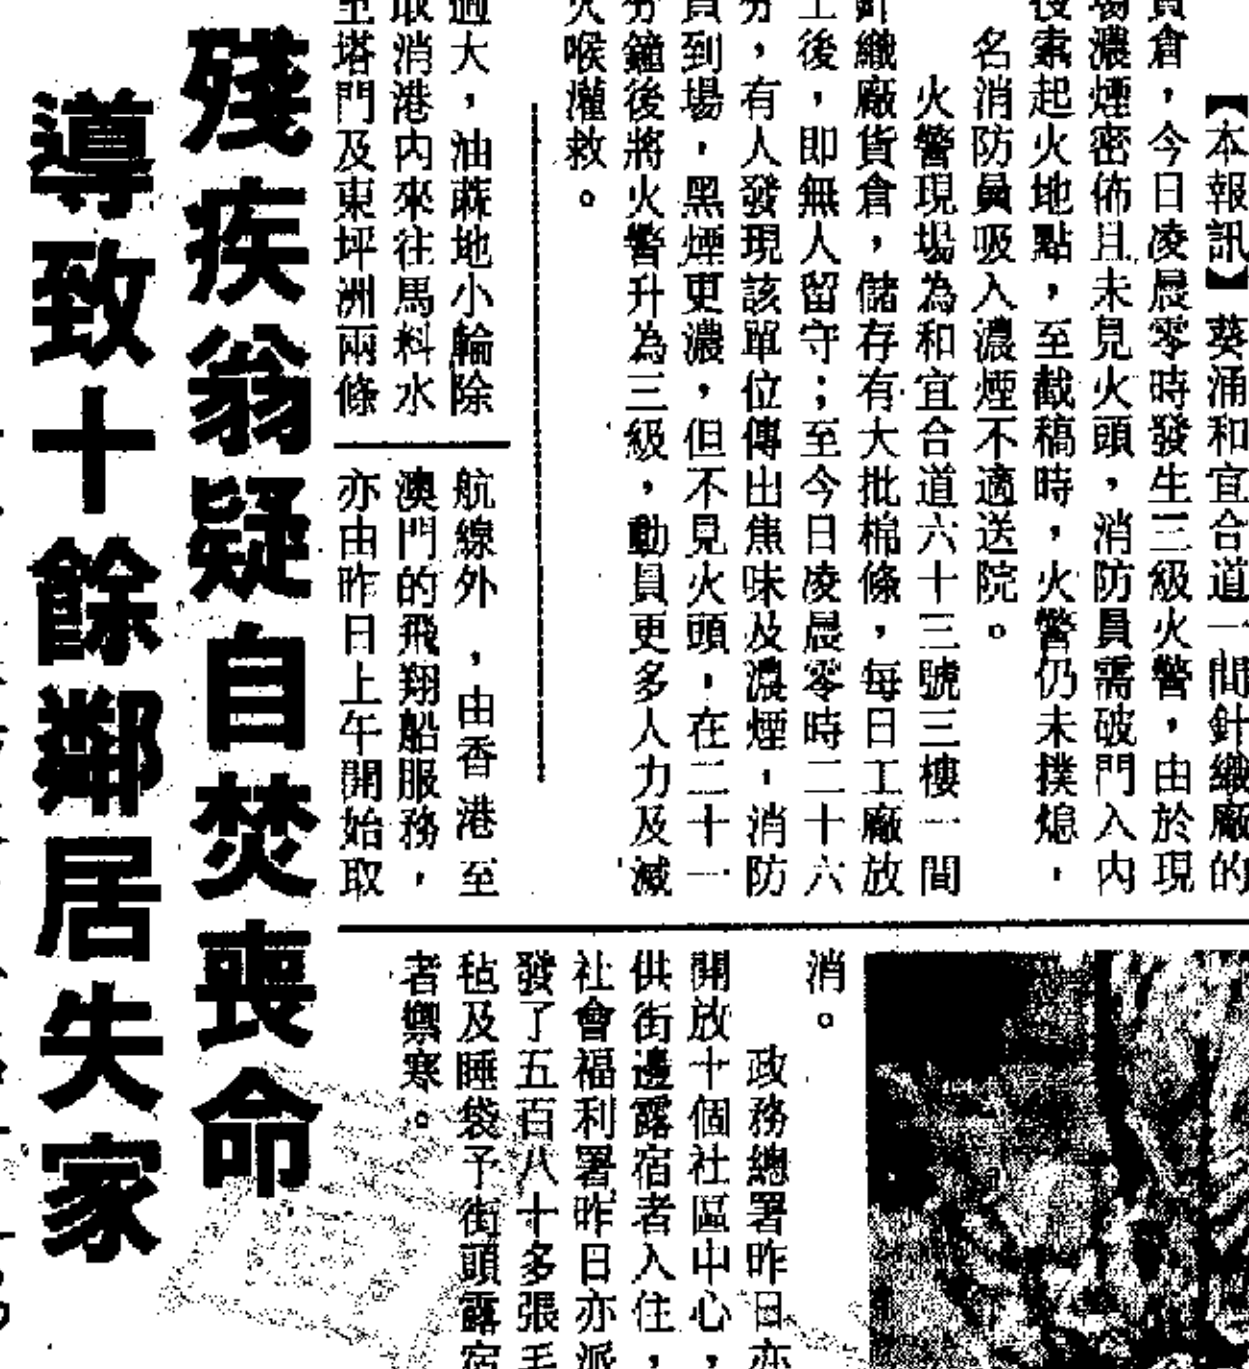 【本報訊】葵涌和宜合道一間針織廠的
貨倉，今日凌晨零時發生三級火警，由於現
場濃煙密佈且未見火頭，消防員需破門入內
後索起火地點，至截稿時，火警仍未撲熄，
名消防員吸入濃煙不適送院。
火警現場為和宜合道六十三號三樓一間
針織廠貨倉，儲存有大批棉條，每日工廠放
工後，即無人留守；至今日凌晨零時二十六
分，有人發現該單位傳出焦味及濃煙，消防
員到場，黑煙更濃，但不見火頭，在二十一
分鐘後將火警升為三級，動員更多人力及滅
火喉灌救。
過大，油蔴地小輪除
取消港內來往馬料水
至塔門及東坪洲兩條
航線外，由香港至
澳門的飛翔船服務，
亦由昨日上午開始取
消。
政務總署昨日亦
開放十個社區中心，
供街邊露宿者入住，
社會福利署昨日亦派
發了五百八十多張毛
毡及睡袋予街頭露宿
者禦寒。
殘疾翁疑自焚喪命
導致十餘鄰居失家